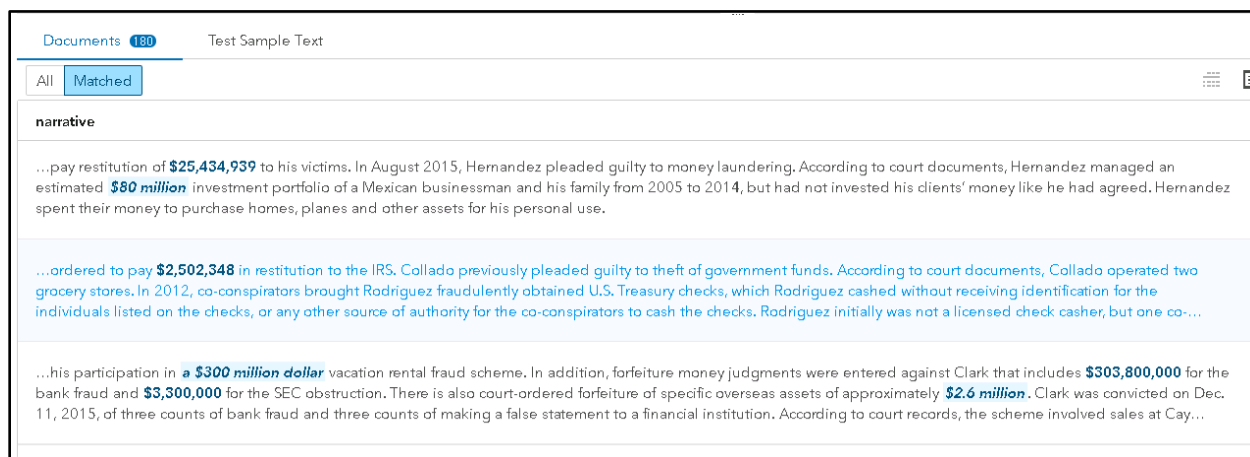 Documents 180 Test Sample Text
All Matched
narrative
...pay restitution of $25,434,939 to his victims. In August 2015, Hernandez pleaded guilty to money laundering. According to court documents, Hernandez managed an
estimated $80 million investment portfolio of a Mexican businessman and his family from 2005 to 2014, but had not invested his clients' money like he had agreed. Hernandez
spent their money to purchase homes, planes and other assets for his personal use.
...ordered to pay $2,502,348 in restitution to the IRS. Collado previously pleaded guilty to theft of government funds. According to court documents, Collado operated two
grocery stores. In 2012, co-conspirators brought Rodriguez fraudulently obtained U.S. Treasury checks, which Rodriguez cashed without receiving identification for the
individuals listed on the checks, or any other source of authority for the co-conspirators to cash the checks. Rodriguez initially was not a licensed check casher, but one co-...
...his participation in a $300 million dollar vacation rental fraud scheme. In addition, forfeiture money judgments were entered against Clark that includes $303,800,000 for the
bank fraud and $3,300,000 for the SEC obstruction. There is also court-ordered forfeiture of specific overseas assets of approximately $2.6 million. Clark was convicted on Dec.
11, 2015, of three counts of bank fraud and three counts of making a false statement to a financial institution. According to court records, the scheme involved sales at Cay...